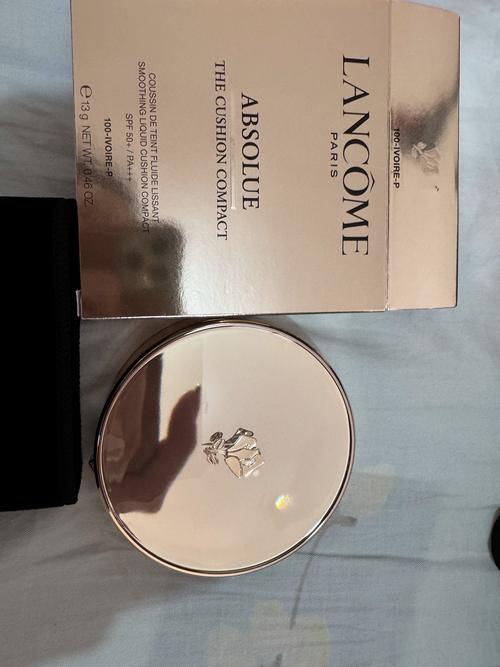 100-IVOIRE-P
LANCÔME
PARIS
ABSOLUE
THE CUSHION COMPACT
COUSSIN DE TEINT FLUIDE LISSANT
SMOOTHING LIQUID CUSHION COMPACT
SPF 50+ / PA+++
100-IVOIRE-P
℮ 13 g NET WT. 0.46 OZ.